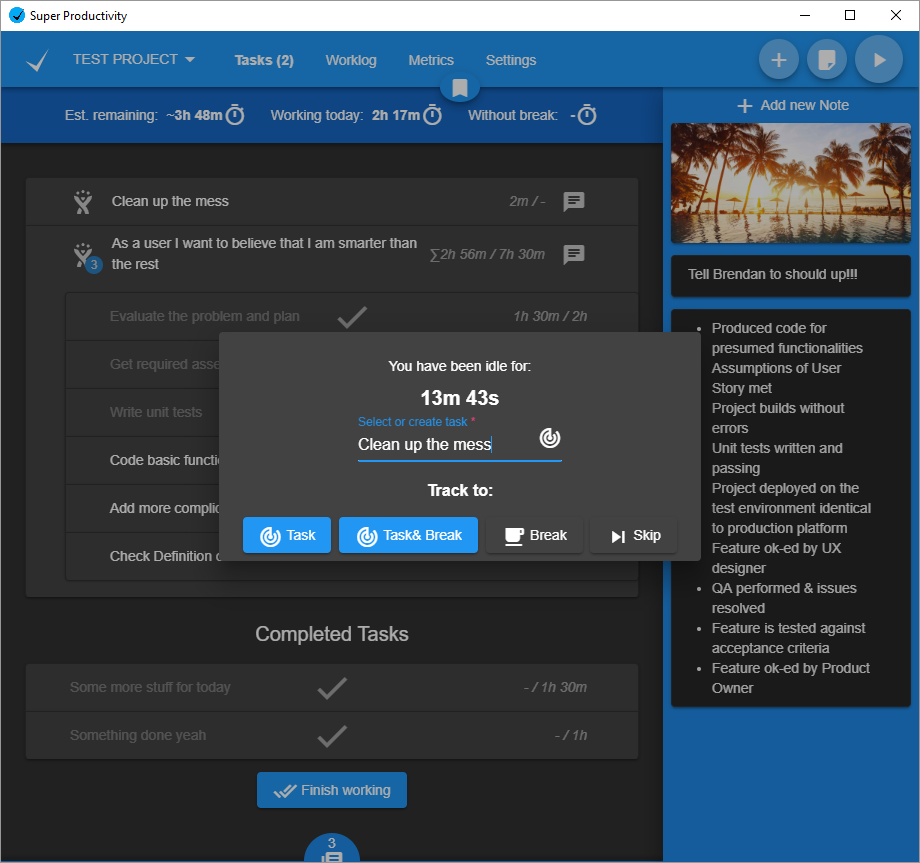 Super Productivity
TEST PROJECT
Tasks (2)
Worklog
Metrics
Settings
Est. remaining: ~3h 48m
Working today: 2h 17m
Without break: -
Clean up the mess
2m / -
As a user I want to believe that I am smarter than
the rest
3
∑2h 56m / 7h 30m
Evaluate the problem and plan
1h 30m / 2h
Get required asse
Write unit tests
Code basic functi
Add more complic
Check Definition o
You have been idle for:
13m 43s
Select or create task *
Clean up the mess
Track to:
Task
Task& Break
Break
Skip
Completed Tasks
Some more stuff for today
- / 1h 30m
Something done yeah
- / 1h
Finish working
3
Add new Note
Tell Brendan to should up!!!
Produced code for
presumed functionalities
Assumptions of User
Story met
Project builds without
errors
Unit tests written and
passing
Project deployed on the
test environment identical
to production platform
Feature ok-ed by UX
designer
QA performed & issues
resolved
Feature is tested against
acceptance criteria
Feature ok-ed by Product
Owner